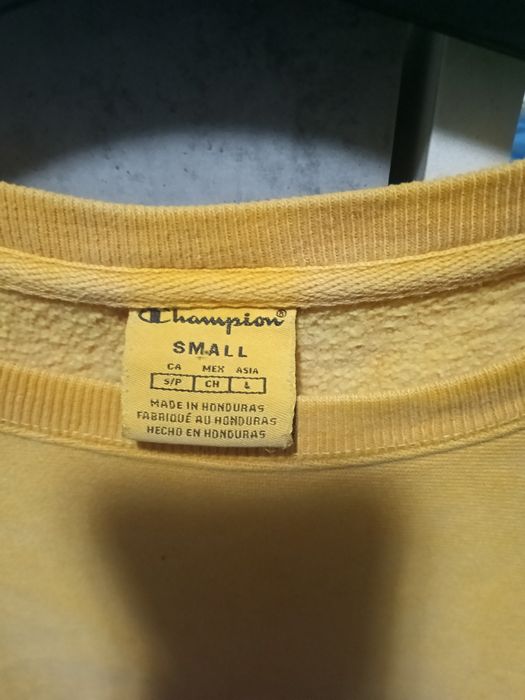 Champion®
SMALL
CA MEX ASIA
S/P CH L
MADE IN HONDURAS
FABRIQUÉ AU HONDURAS
HECHO EN HONDURAS